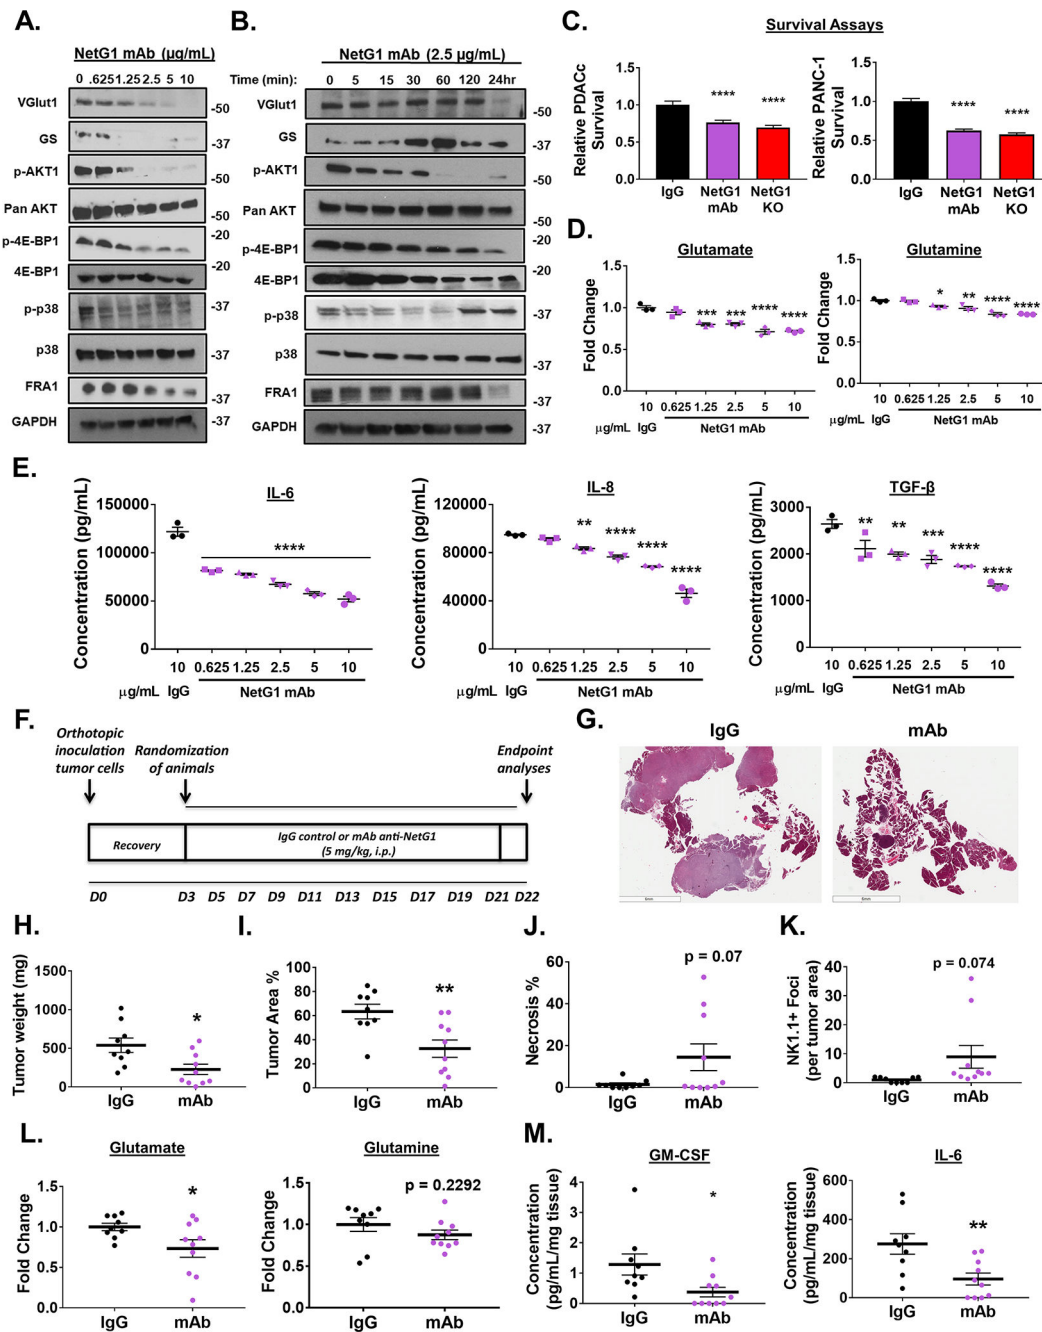 A.
NetG1 mAb (µg/mL)
0 .625 1.25 2.5 5 10
VGlut1
-50
GS
-37
p-AKT1
-50
Pan AKT
-50
p-4E-BP1
-20
4E-BP1
-20
p-p38
-37
p38
-37
FRA1
-37
GAPDH
-37
B.
NetG1 mAb (2.5 µg/mL)
Time (min): 0 5 15 30 60 120 24hr
VGlut1
-50
GS
-37
p-AKT1
-50
Pan AKT
-50
p-4E-BP1
-20
4E-BP1
-20
p-p38
-37
p38
-37
FRA1
-37
GAPDH
-37
C.
Survival Assays
Relative PDACc
Survival
1.5
1.0
0.5
0.0
**** ****
IgG NetG1 NetG1
mAb KO
Relative PANC-1
Survival
1.5
1.0
0.5
0.0
**** ****
IgG NetG1 NetG1
mAb KO
D.
Glutamate
Fold Change
1.5
1.0
0.5
0.0
*** *** **** ****
10 0.625 1.25 2.5 5 10
µg/mL IgG NetG1 mAb
Glutamine
Fold Change
1.5
1.0
0.5
0.0
* ** **** ****
10 0.625 1.25 2.5 5 10
µg/mL IgG NetG1 mAb
E.
IL-6
Concentration (pg/mL)
150000
100000
50000
0
****
10 0.625 1.25 2.5 5 10
µg/mL IgG NetG1 mAb
IL-8
Concentration (pg/mL)
120000
80000
40000
0
** **** **** ****
10 0.625 1.25 2.5 5 10
µg/mL IgG NetG1 mAb
TGF-β
Concentration (pg/mL)
3000
2000
1000
0
** ** *** **** ****
10 0.625 1.25 2.5 5 10
µg/mL IgG NetG1 mAb
F.
Orthotopic
inoculation
tumor cells
Randomization
of animals
Endpoint
analyses
Recovery
IgG control or mAb anti-NetG1
(5 mg/kg, i.p.)
D0 D3 D5 D7 D9 D11 D13 D15 D17 D19 D21 D22
G.
IgG mAb
H.
Tumor weight (mg)
1500
1000
500
0
*
IgG mAb
I.
Tumor Area %
100
80
60
40
20
0
**
IgG mAb
J.
p = 0.07
Necrosis %
60
40
20
0
IgG mAb
K.
p = 0.074
NK1.1+ Foci
(per tumor area)
40
30
20
10
0
IgG mAb
L.
Glutamate
Fold Change
1.5
1.0
0.5
0.0
*
IgG mAb
Glutamine
p = 0.2292
Fold Change
1.5
1.0
0.5
0.0
IgG mAb
M.
GM-CSF
Concentration
(pg/mL/mg tissue)
4
3
2
1
0
*
IgG mAb
IL-6
Concentration
(pg/mL/mg tissue)
600
400
200
0
**
IgG mAb